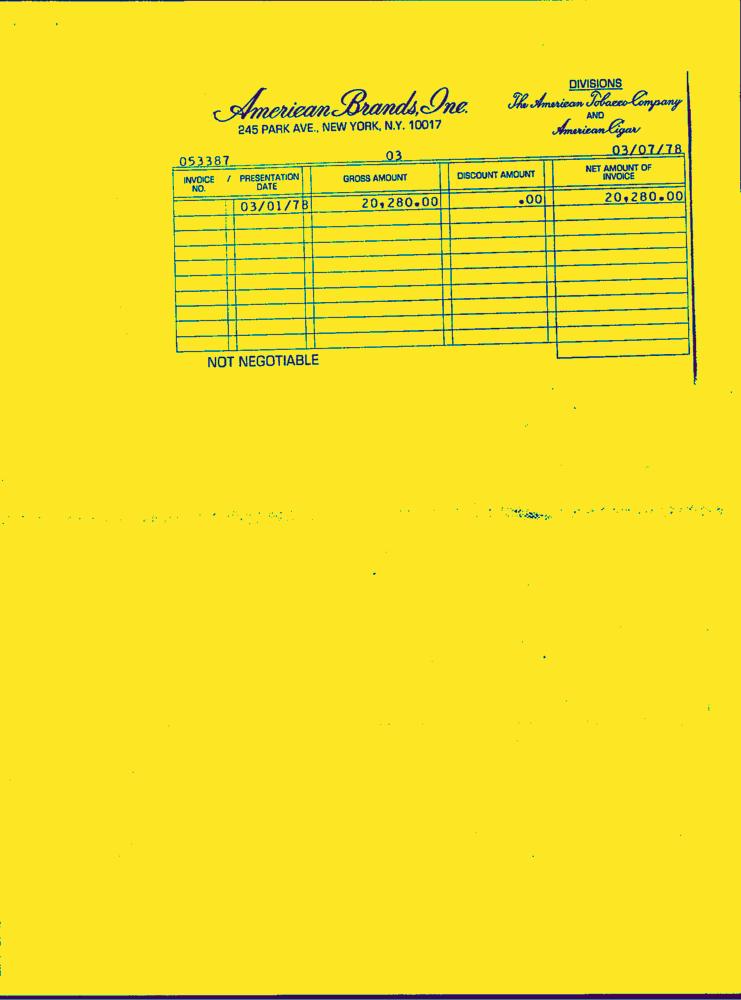 American Brands, Inc.
245 PARK AVE., NEW YORK, N.Y. 10017
DIVISIONS
The American Tobacco Company
AND
American Cigar
053387 03 03/07/78
INVOICE NO. / PRESENTATION DATE GROSS AMOUNT DISCOUNT AMOUNT NET AMOUNT OF INVOICE
03/01/78 20,280.00 .00 20,280.00
NOT NEGOTIABLE